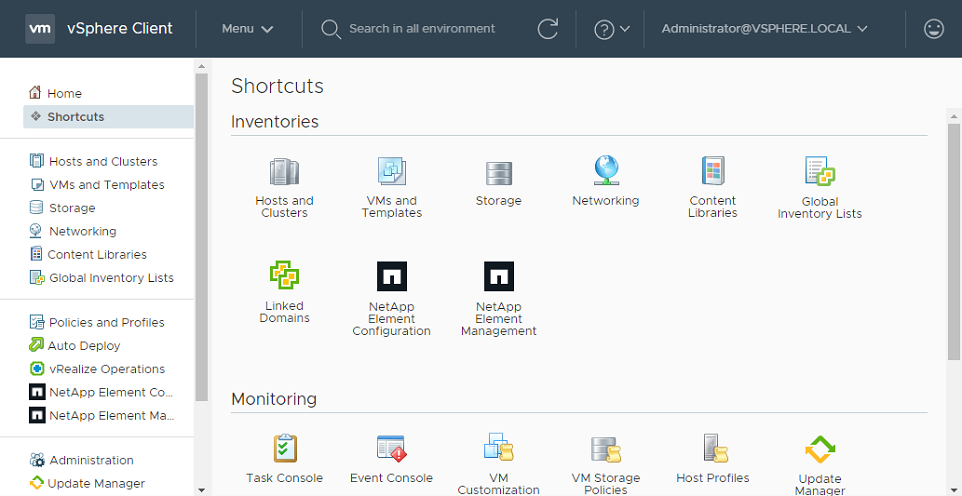 vm vSphere Client Menu Search in all environment Administrator@VSPHERE.LOCAL
Home
Shortcuts
Hosts and Clusters
VMs and Templates
Storage
Networking
Content Libraries
Global Inventory Lists
Policies and Profiles
Auto Deploy
vRealize Operations
NetApp Element Co...
NetApp Element Ma...
Administration
Update Manager
Shortcuts
Inventories
Hosts and
Clusters
VMs and
Templates
Storage
Networking
Content
Libraries
Global
Inventory Lists
Linked
Domains
NetApp
Element
Configuration
NetApp
Element
Management
Monitoring
Task Console
Event Console
VM
Customization
VM Storage
Policies
Host Profiles
Update
Manager